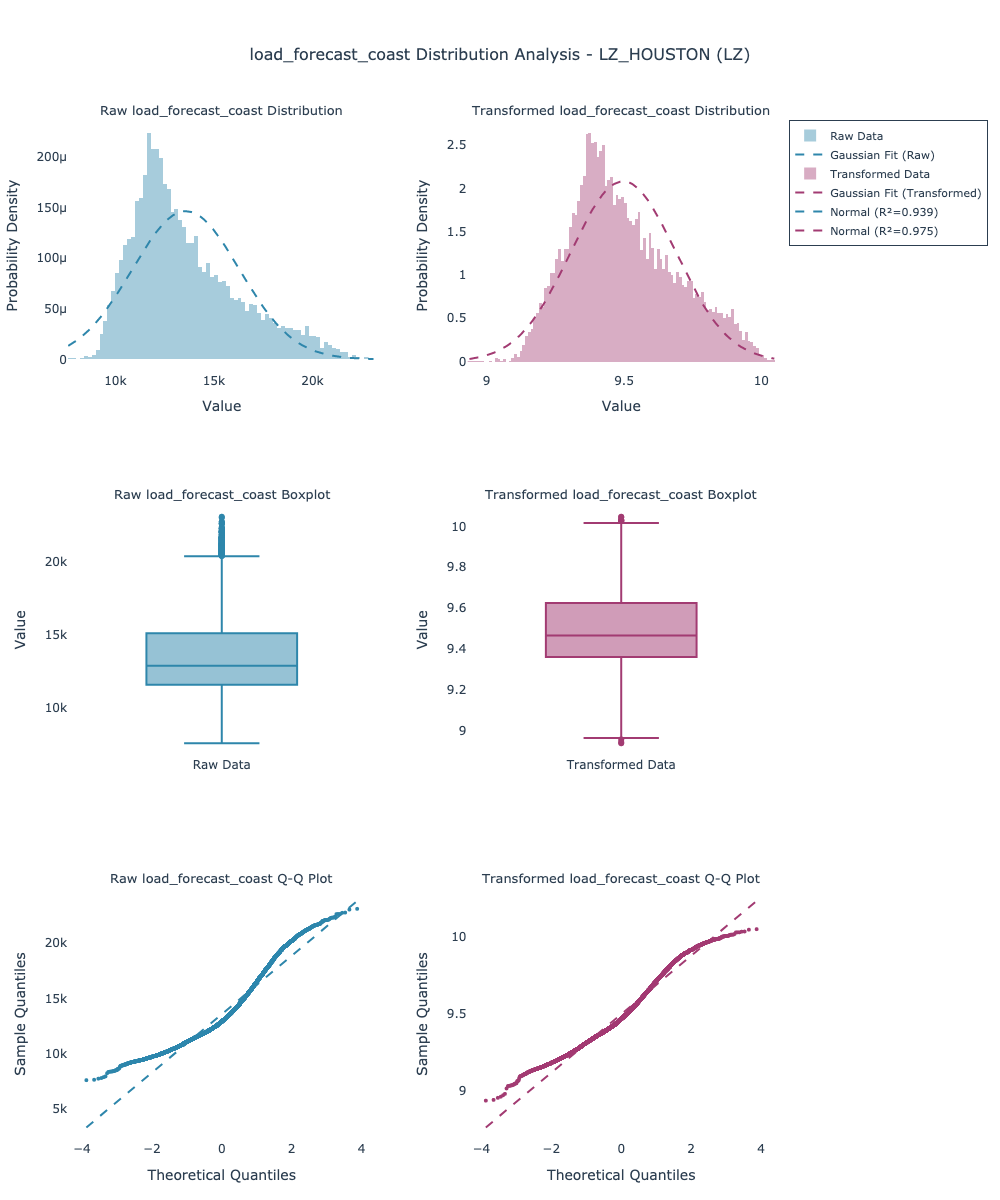 load_forecast_coast Distribution Analysis - LZ_HOUSTON (LZ)
Raw load_forecast_coast Distribution
Transformed load_forecast_coast Distribution
Raw Data
Gaussian Fit (Raw)
Transformed Data
Gaussian Fit (Transformed)
Normal (R²=0.939)
Normal (R²=0.975)
Probability Density
200μ
150μ
100μ
50μ
0
10k
15k
20k
Value
Probability Density
2.5
2
1.5
1
0.5
0
9
9.5
10
Value
Raw load_forecast_coast Boxplot
Transformed load_forecast_coast Boxplot
Value
20k
15k
10k
Raw Data
Value
10
9.8
9.6
9.4
9.2
9
Transformed Data
Raw load_forecast_coast Q-Q Plot
Transformed load_forecast_coast Q-Q Plot
Sample Quantiles
20k
15k
10k
5k
−4
−2
0
2
4
Theoretical Quantiles
Sample Quantiles
10
9.5
9
−4
−2
0
2
4
Theoretical Quantiles